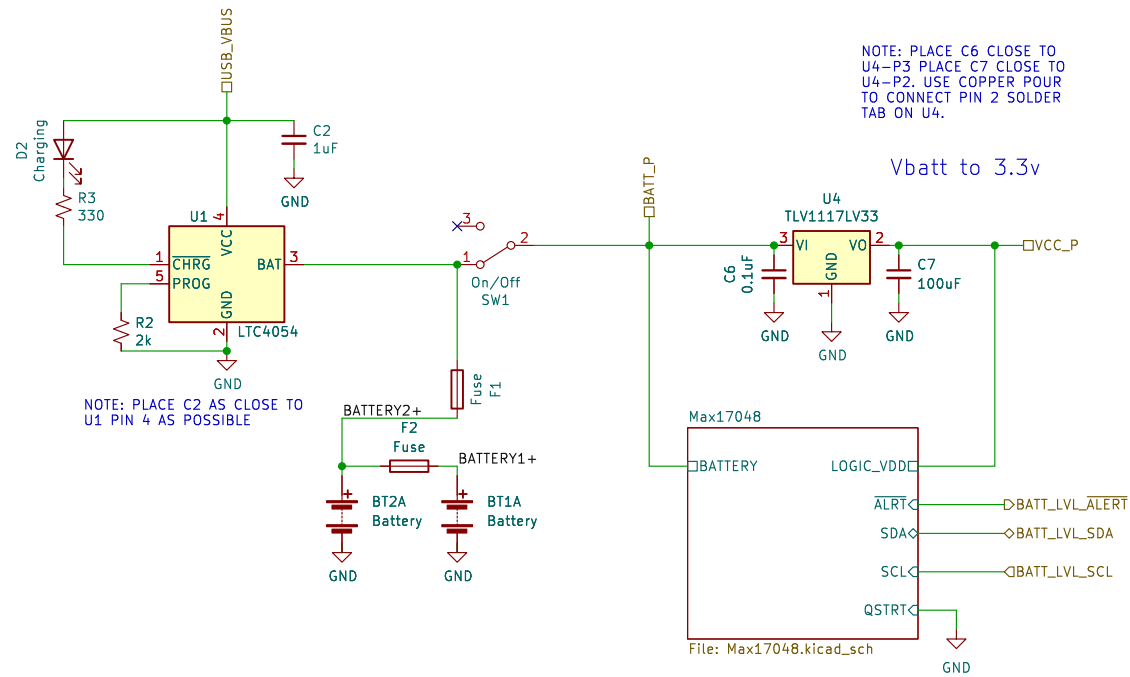 USB_VBUS
NOTE: PLACE C6 CLOSE TO
U4-P3 PLACE C7 CLOSE TO
U4-P2. USE COPPER POUR
TO CONNECT PIN 2 SOLDER
TAB ON U4.
Vbatt to 3.3v
D2
Charging
C2
1uF
GND
R3
330
U1
4
VCC
1
CHRG
5
PROG
BAT
3
GND
2
LTC4054
R2
2k
GND
NOTE: PLACE C2 AS CLOSE TO
U1 PIN 4 AS POSSIBLE
3
2
1
On/Off
SW1
BATT_P
U4
TLV1117LV33
3
VI
VO
2
GND
1
VCC_P
C6
0.1uF
C7
100uF
GND
GND
GND
Fuse
F1
BATTERY2+
F2
Fuse
BATTERY1+
+
BT2A
Battery
+
BT1A
Battery
GND
GND
Max17048
BATTERY
LOGIC_VDD
ALRT
BATT_LVL_ALERT
SDA
BATT_LVL_SDA
SCL
BATT_LVL_SCL
QSTRT
File: Max17048.kicad_sch
GND